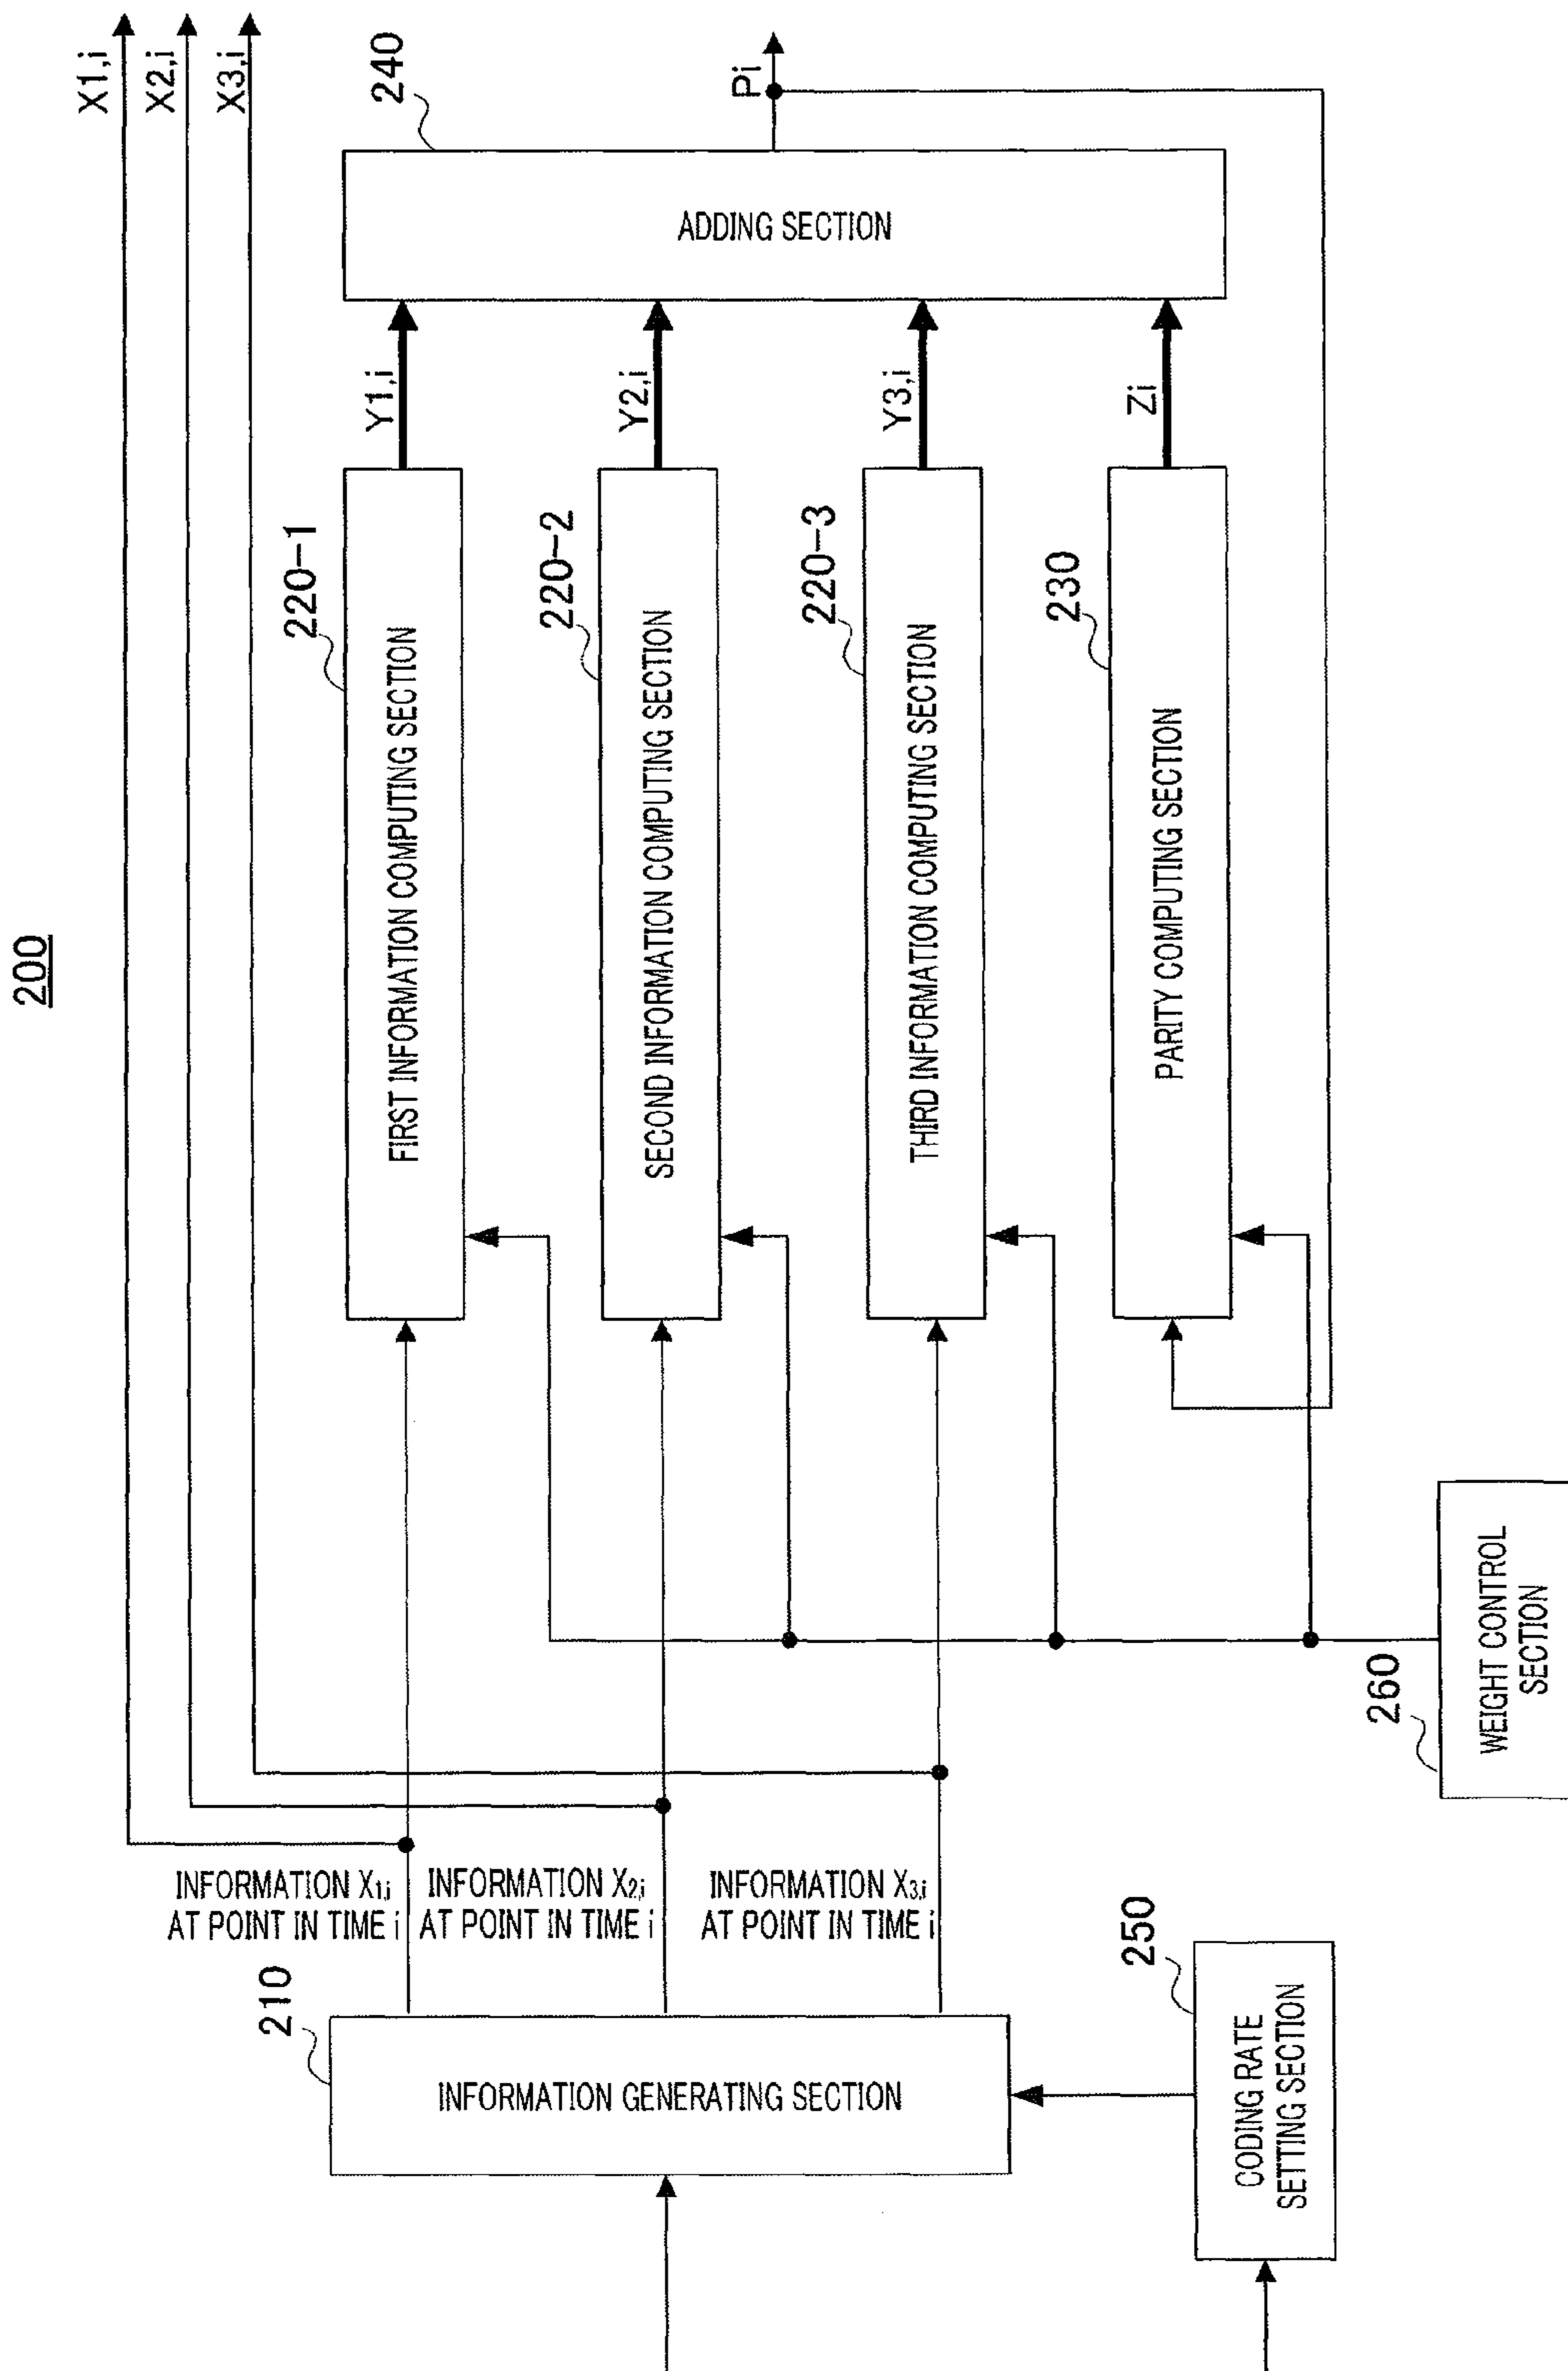 200
X1,i
X2,i
X3,i
210
INFORMATION GENERATING SECTION
INFORMATION X1,i
AT POINT IN TIME i
INFORMATION X2,i
AT POINT IN TIME i
INFORMATION X3,i
AT POINT IN TIME i
220-1
FIRST INFORMATION COMPUTING SECTION
Y1,i
220-2
SECOND INFORMATION COMPUTING SECTION
Y2,i
220-3
THIRD INFORMATION COMPUTING SECTION
Y3,i
230
PARITY COMPUTING SECTION
Zi
240
ADDING SECTION
Pi
250
CODING RATE
SETTING SECTION
260
WEIGHT CONTROL
SECTION